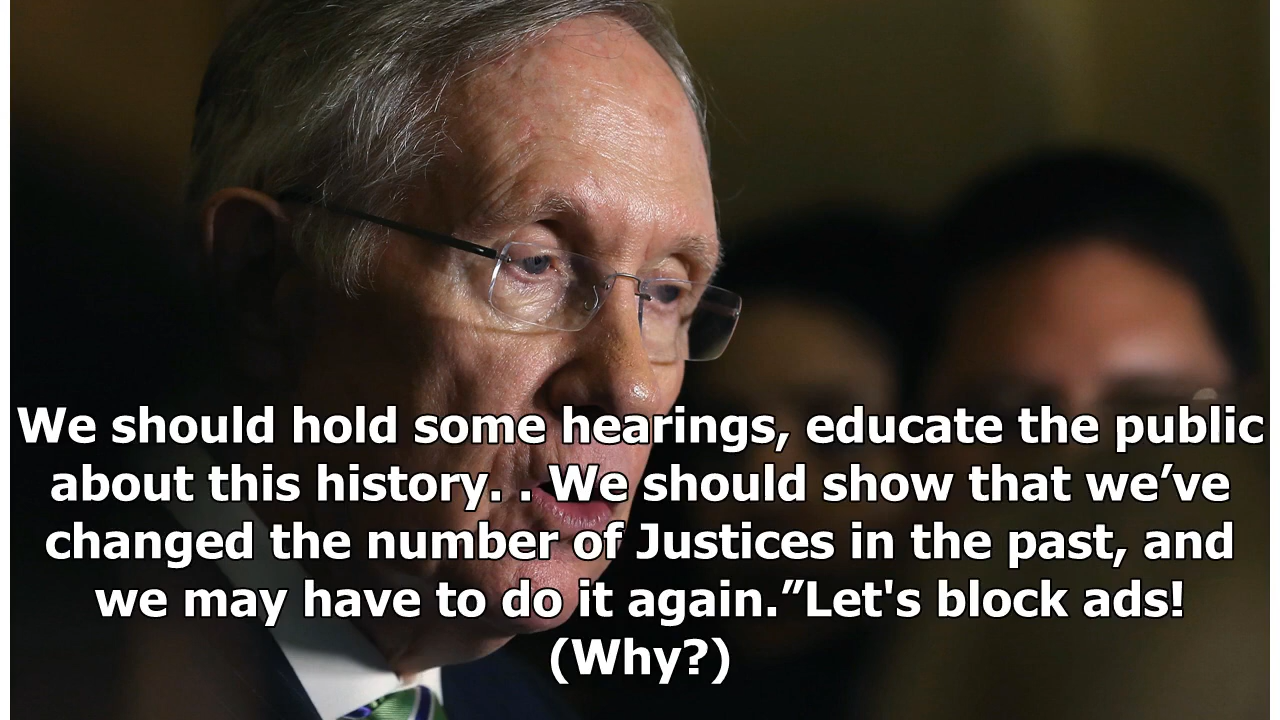 We should hold some hearings, educate the public
about this history. . We should show that we’ve
changed the number of Justices in the past, and
we may have to do it again.”Let's block ads!
(Why?)